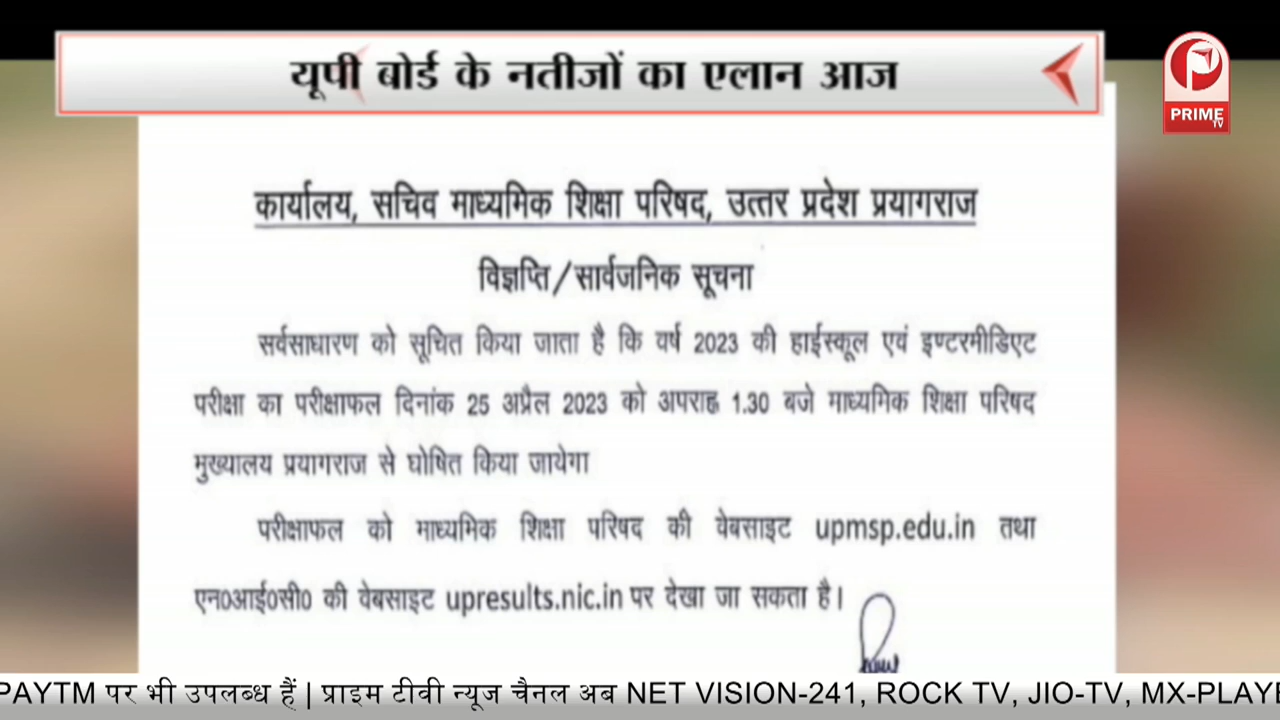 यूपी बोर्ड के नतीजों का एलान आज
PRIME
TV
कार्यालय, सचिव माध्यमिक शिक्षा परिषद, उत्तर प्रदेश प्रयागराज
विज्ञप्ति/सार्वजनिक सूचना
सर्वसाधारण को सूचित किया जाता है कि वर्ष 2023 की हाईस्कूल एवं इण्टरमीडिएट
परीक्षा का परीक्षाफल दिनांक 25 अप्रैल 2023 को अपराह्न 1.30 बजे माध्यमिक शिक्षा परिषद
मुख्यालय प्रयागराज से घोषित किया जायेगा
परीक्षाफल को माध्यमिक शिक्षा परिषद की वेबसाइट upmsp.edu.in तथा
एन0आई0सी0 की वेबसाइट upresults.nic.in पर देखा जा सकता है।
PAYTM पर भी उपलब्ध हैं | प्राइम टीवी न्यूज चैनल अब NET VISION-241, ROCK TV, JIO-TV, MX-PLAYE